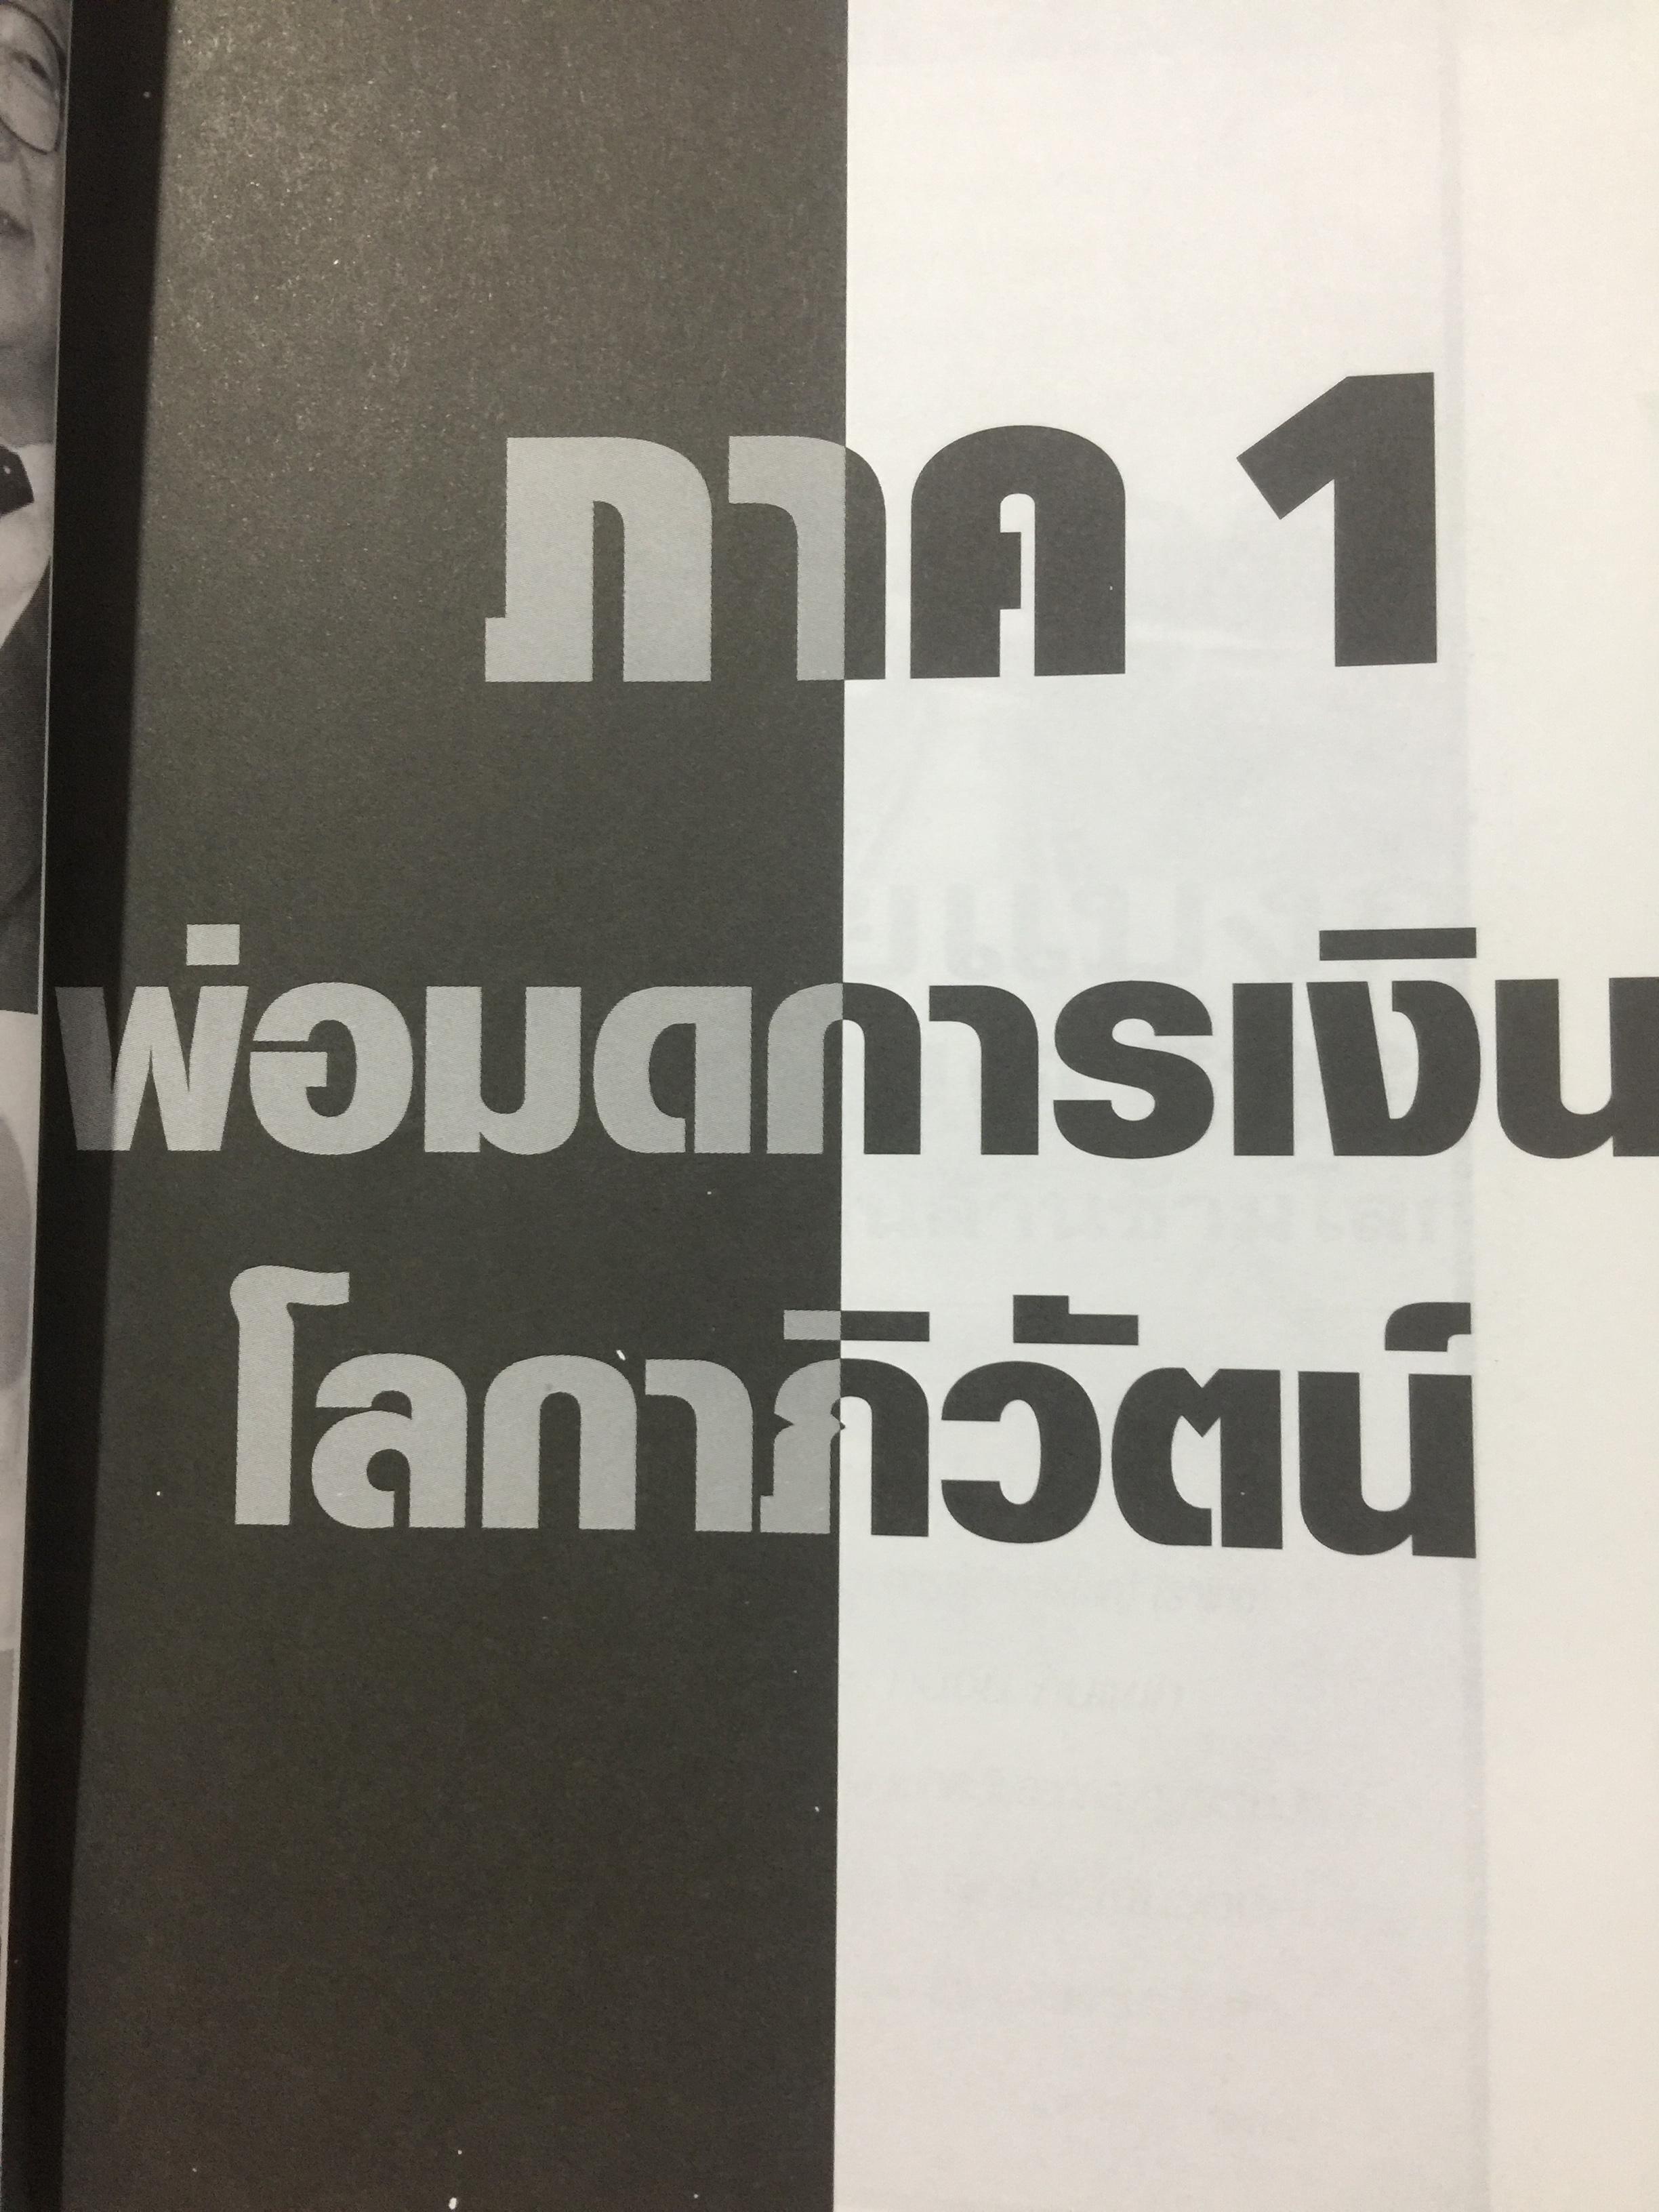 ภาค 1
พ่อมดการเงิน
โลกาภิวัตน์